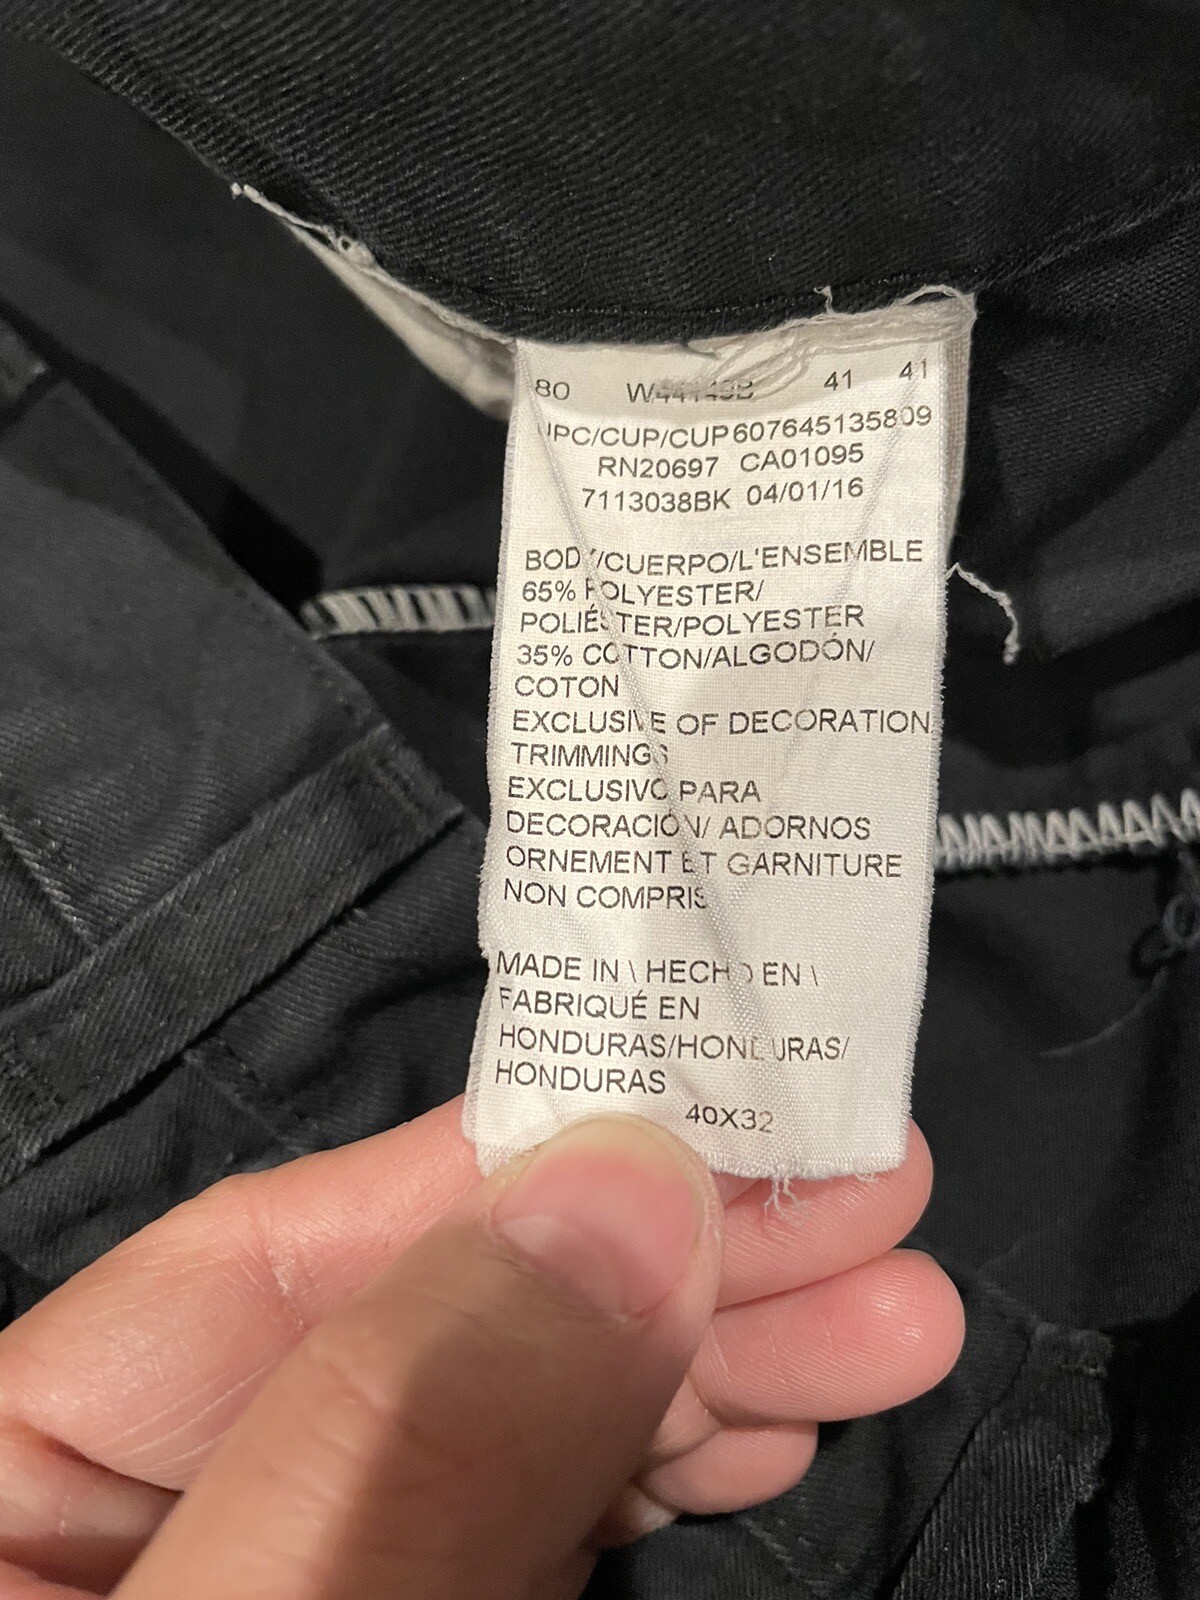 80 41 41
UPC/CUP/CUP 607645135809
RN20697 CA01095
7113038BK 04/01/16
BODY/CUERPO/L'ENSEMBLE
65% POLYESTER/
POLIÉSTER/POLYESTER
35% COTTON/ALGODÓN/
COTON
EXCLUSIVE OF DECORATION
TRIMMINGS
EXCLUSIVO PARA
DECORACIÓN/ ADORNOS
ORNEMENT ET GARNITURE
NON COMPRIS
MADE IN \ HECHO EN \
FABRIQUÉ EN
HONDURAS/HONDURAS/
HONDURAS
40X32